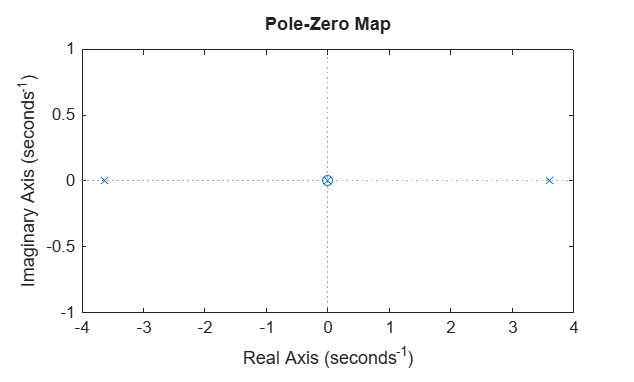 Pole-Zero Map
1
0.5
0
-0.5
-1
Imaginary Axis (seconds⁻¹)
-4 -3 -2 -1 0 1 2 3 4
Real Axis (seconds⁻¹)